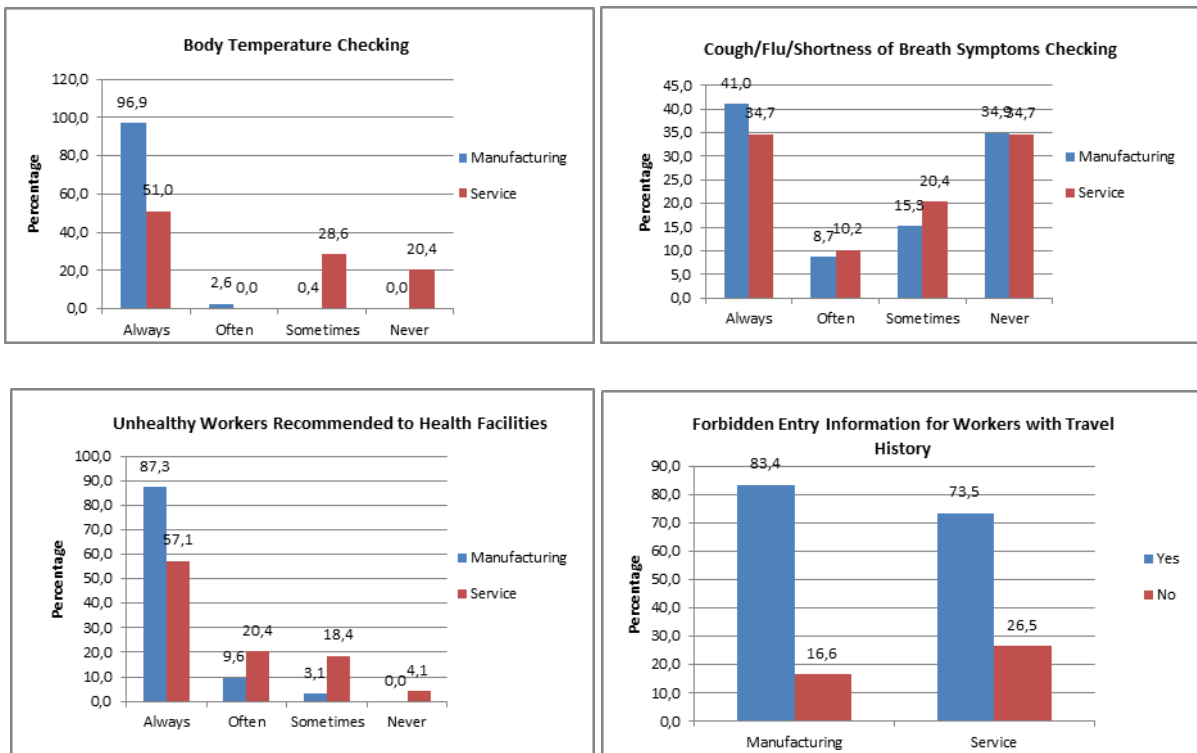 Body Temperature Checking
120,0
100,0
80,0
60,0
40,0
20,0
0,0
Percentage
96,9
51,0
2,6
0,0
0,4
28,6
0,0
20,4
Always
Often
Sometimes
Never
Manufacturing
Service
Cough/Flu/Shortness of Breath Symptoms Checking
45,0
40,0
35,0
30,0
25,0
20,0
15,0
10,0
5,0
0,0
Percentage
41,0
34,7
8,7
10,2
15,3
20,4
34,9
34,7
Always
Often
Sometimes
Never
Manufacturing
Service
Unhealthy Workers Recommended to Health Facilities
100,0
90,0
80,0
70,0
60,0
50,0
40,0
30,0
20,0
10,0
0,0
Percentage
87,3
57,1
9,6
20,4
3,1
18,4
0,0
4,1
Always
Often
Sometimes
Never
Manufacturing
Service
Forbidden Entry Information for Workers with Travel
History
90,0
80,0
70,0
60,0
50,0
40,0
30,0
20,0
10,0
0,0
Percentage
83,4
16,6
73,5
26,5
Manufacturing
Service
Yes
No